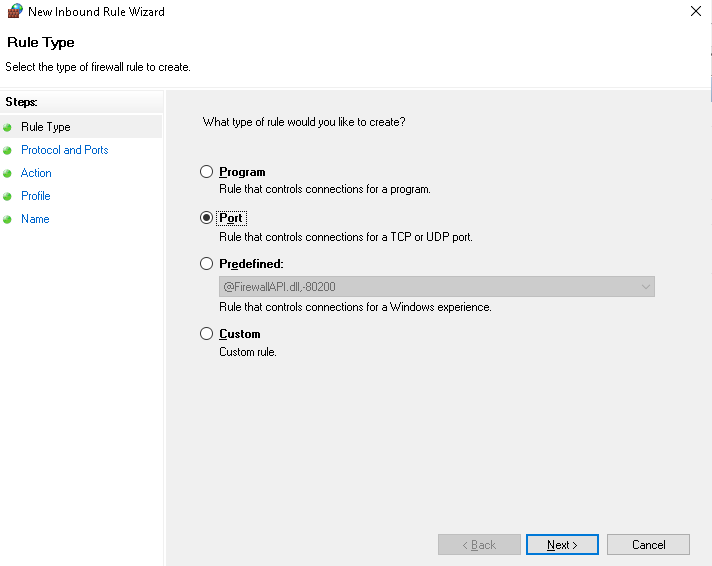 New Inbound Rule Wizard
Rule Type
Select the type of firewall rule to create.
Steps:
Rule Type
Protocol and Ports
Action
Profile
Name
What type of rule would you like to create?
Program
Rule that controls connections for a program.
Port
Rule that controls connections for a TCP or UDP port.
Predefined:
@FirewallAPI.dll,-80200
Rule that controls connections for a Windows experience.
Custom
Custom rule.
< Back
Next >
Cancel